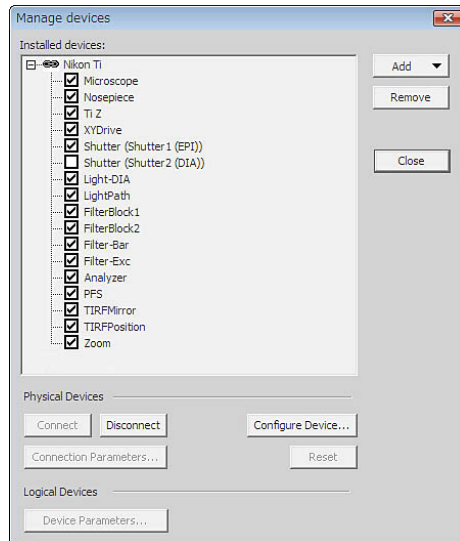 Manage devices
Installed devices:
Nikon Ti
Microscope
Nosepiece
Ti Z
XYDrive
Shutter (Shutter1 (EPI))
Shutter (Shutter2 (DIA))
Light-DIA
LightPath
FilterBlock1
FilterBlock2
Filter-Bar
Filter-Exc
Analyzer
PFS
TIRFMirror
TIRFPosition
Zoom
Add
Remove
Close
Physical Devices
Connect Disconnect Configure Device...
Connection Parameters... Reset
Logical Devices
Device Parameters...